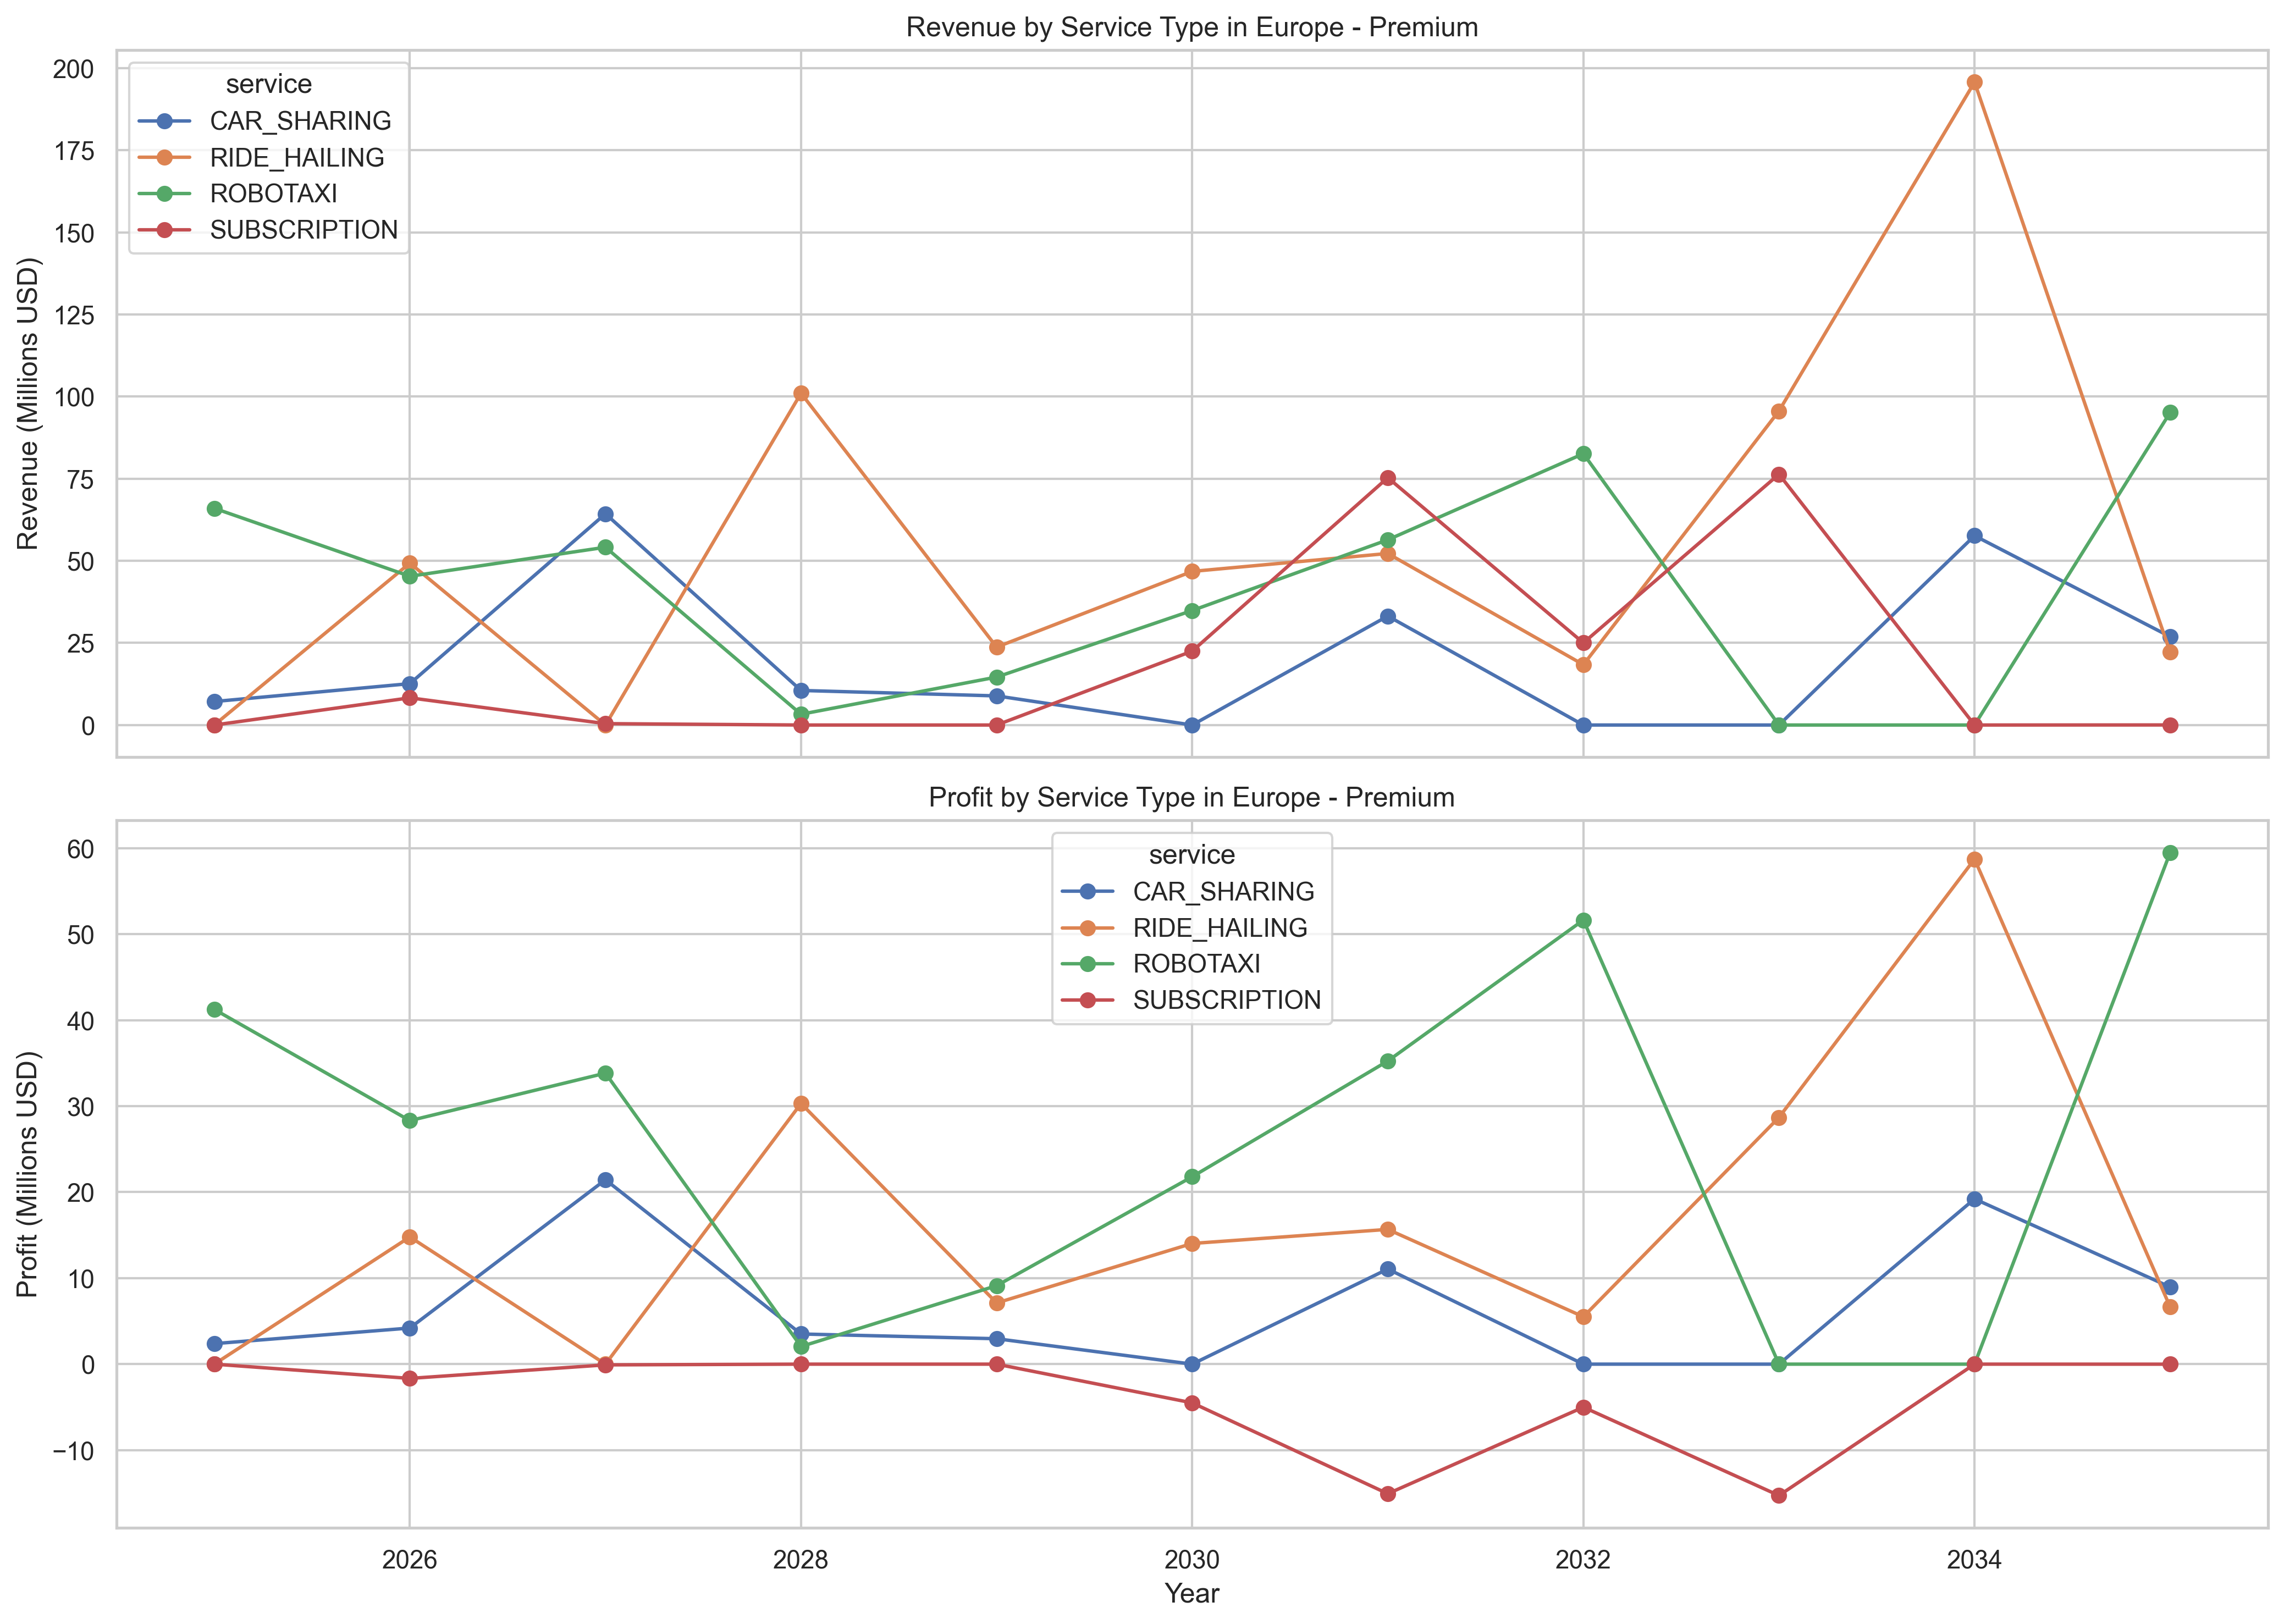 Revenue by Service Type in Europe - Premium
Revenue (Millions USD)
200
175
150
125
100
75
50
25
0
service
CAR_SHARING
RIDE_HAILING
ROBOTAXI
SUBSCRIPTION
Profit by Service Type in Europe - Premium
Profit (Millions USD)
60
50
40
30
20
10
0
−10
service
CAR_SHARING
RIDE_HAILING
ROBOTAXI
SUBSCRIPTION
2026 2028 2030 2032 2034
Year